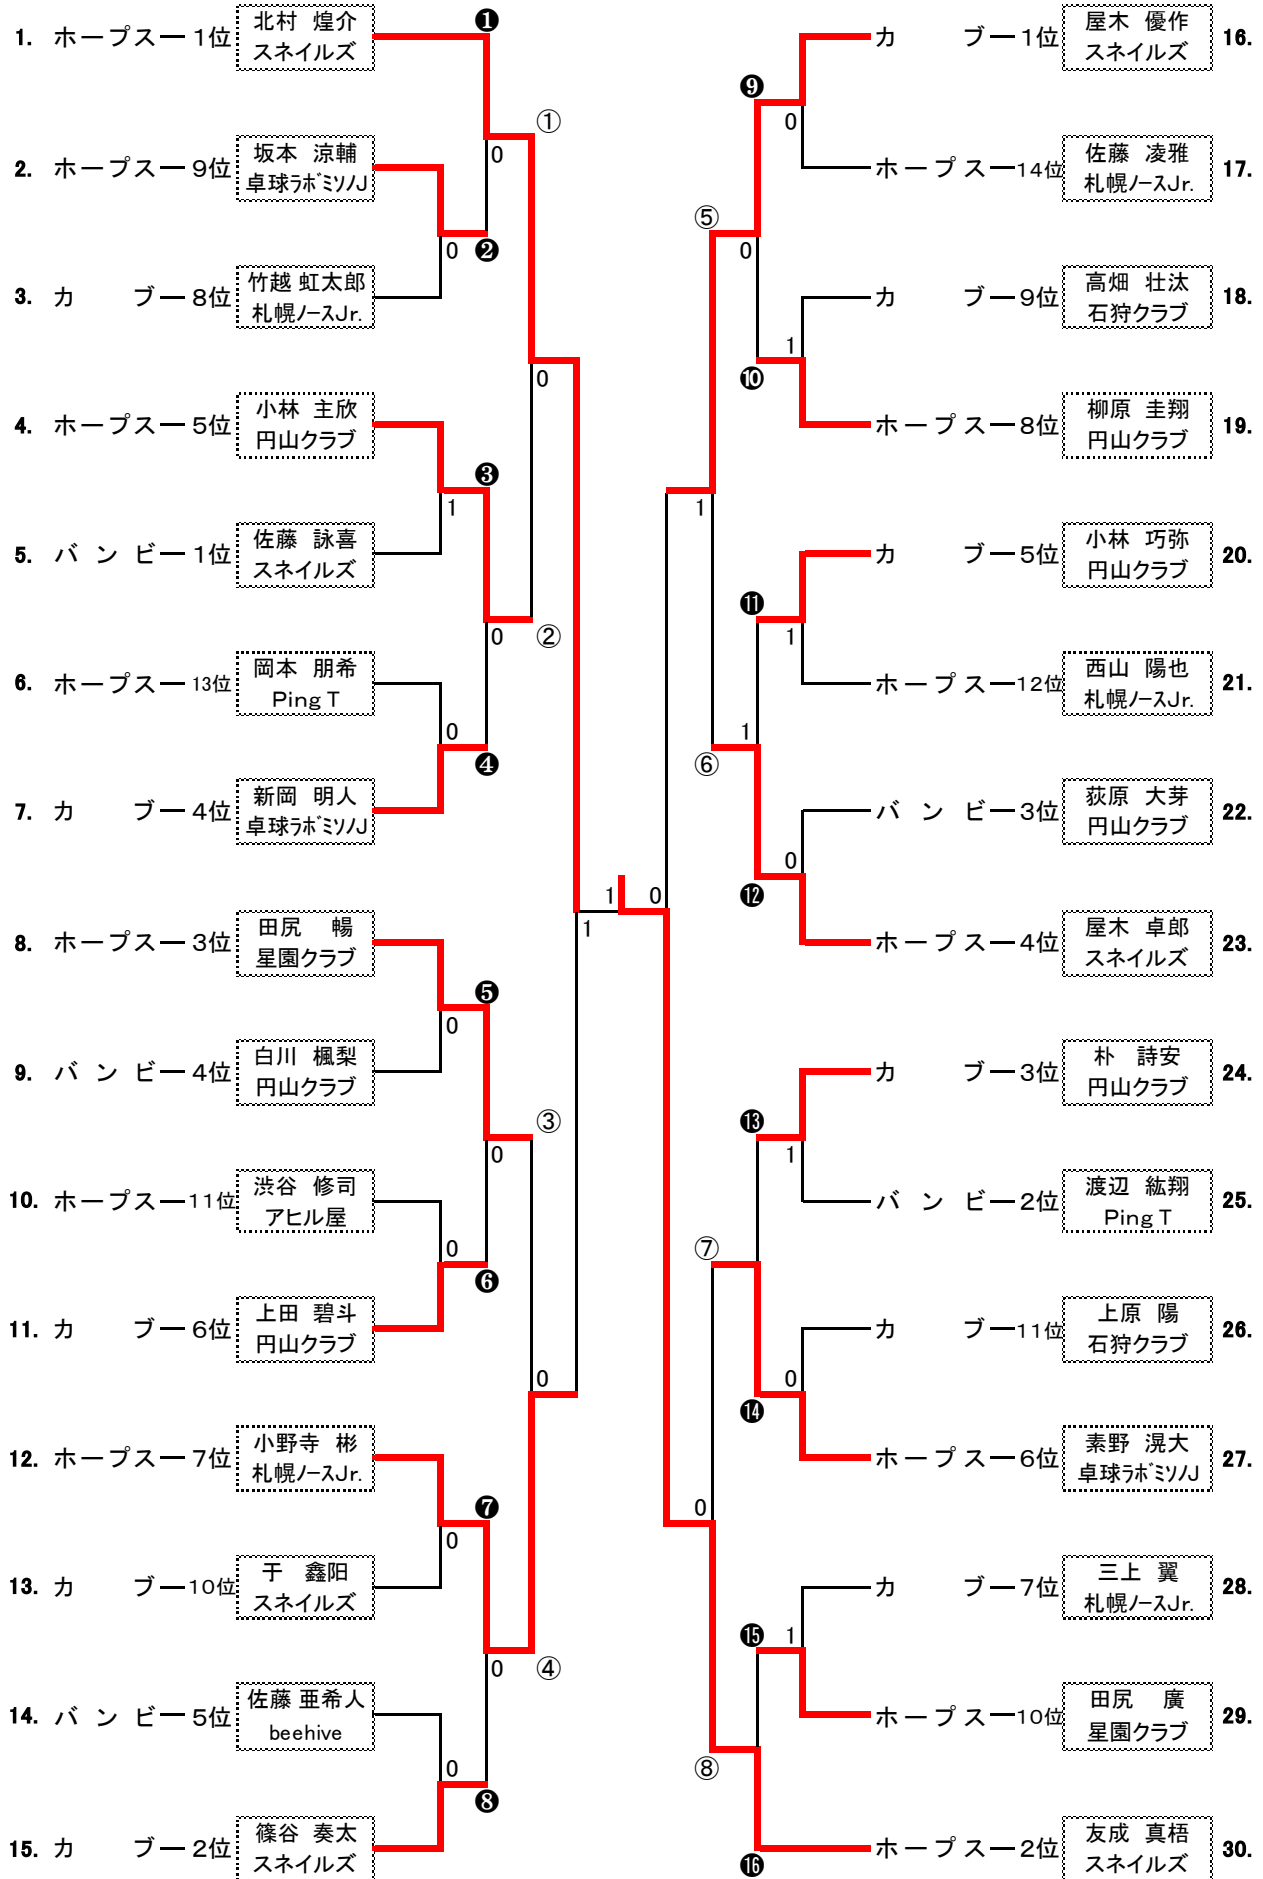 1. ホープス 1位 北村 煌介
スネイルズ
2. ホープス 9位 坂本 涼輔
卓球ラボミソノJ
3. カ ブ 8位 竹越 虹太郎
札幌ノースJr.
4. ホープス 5位 小林 主欣
円山クラブ
5. バンビ 1位 佐藤 詠喜
スネイルズ
6. ホープス 13位 岡本 朋希
Ping T
7. カ ブ 4位 新岡 明人
卓球ラボミソノJ
8. ホープス 3位 田尻 暢
星園クラブ
9. バンビ 4位 白川 楓梨
円山クラブ
10. ホープス 11位 渋谷 修司
アヒル屋
11. カ ブ 6位 上田 碧斗
円山クラブ
12. ホープス 7位 小野寺 彬
札幌ノースJr.
13. カ ブ 10位 于 鑫阳
スネイルズ
14. バンビ 5位 佐藤 亜希人
beehive
15. カ ブ 2位 篠谷 奏太
スネイルズ
❶
①
0
0
❷
0
❸
1
0
②
0
❹
1
1
❺
0
③
0
0
❻
0
❼
0
0
④
0
❽
0
❾
0
⑤
0
1
❿
1
⓫
1
1
⑥
0
⓬
⓭
1
⑦
0
⓮
0
⓯
1
⑧
⓰
カ ブ 1位 屋木 優作 16.
スネイルズ
ホープス 14位 佐藤 凌雅 17.
札幌ノースJr.
カ ブ 9位 高畑 壮汰 18.
石狩クラブ
ホープス 8位 柳原 圭翔 19.
円山クラブ
カ ブ 5位 小林 巧弥 20.
円山クラブ
ホープス 12位 西山 陽也 21.
札幌ノースJr.
バンビ 3位 荻原 大芽 22.
円山クラブ
ホープス 4位 屋木 卓郎 23.
スネイルズ
カ ブ 3位 朴 詩安 24.
円山クラブ
バンビ 2位 渡辺 紘翔 25.
Ping T
カ ブ 11位 上原 陽 26.
石狩クラブ
ホープス 6位 素野 滉大 27.
卓球ラボミソノJ
カ ブ 7位 三上 翼 28.
札幌ノースJr.
ホープス 10位 田尻 廣 29.
星園クラブ
ホープス 2位 友成 真梧 30.
スネイルズ